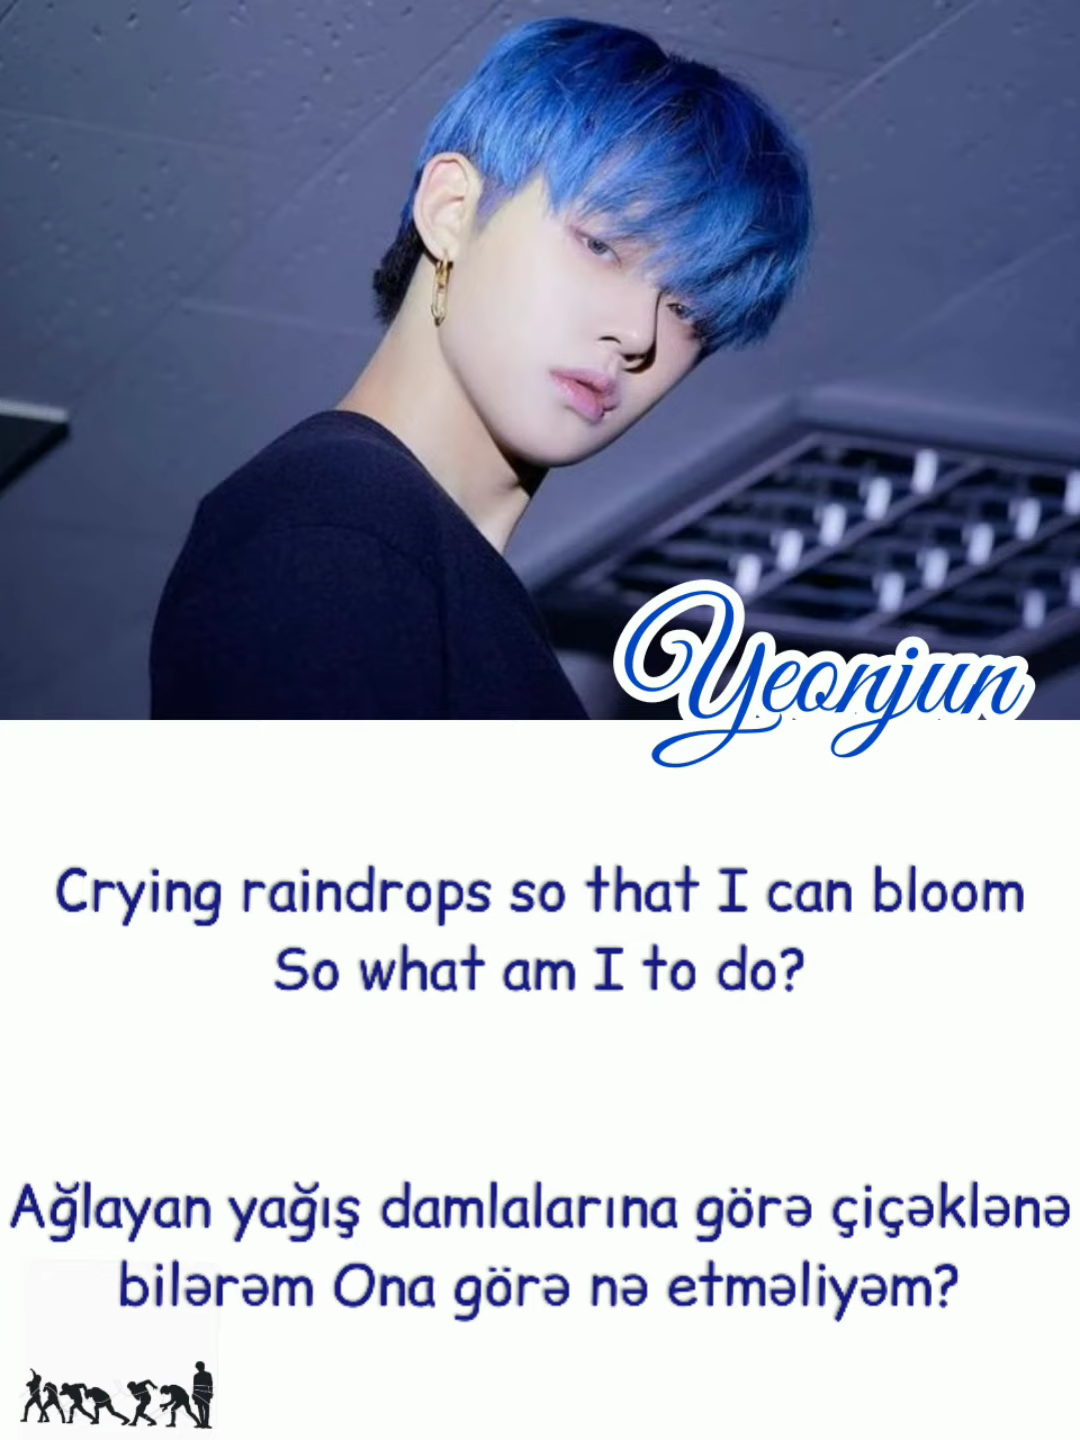 Yeonjun
Crying raindrops so that I can bloom
So what am I to do?
Ağlayan yağış damlalarına görə çiçəklənə
bilərəm Ona görə nə etməliyəm?